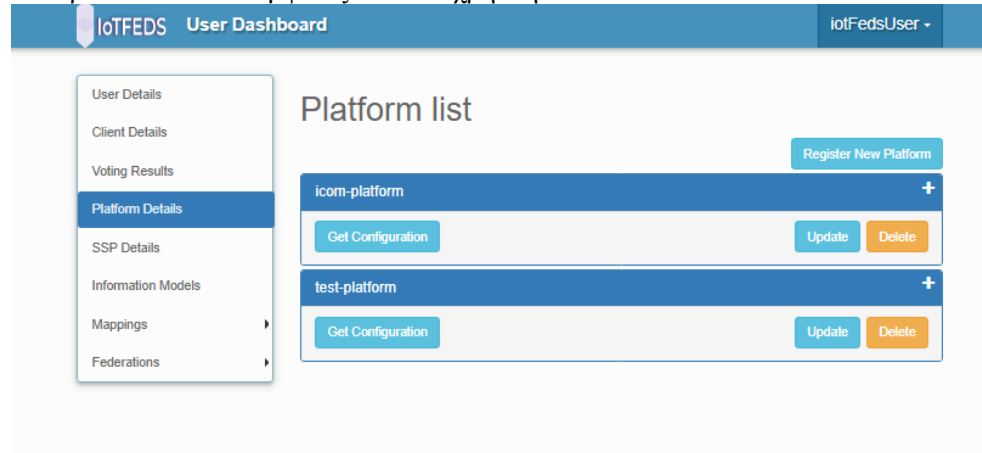 IoTFEDS User Dashboard iotFedsUser
User Details
Client Details
Voting Results
Platform Details
SSP Details
Information Models
Mappings
Federations
Platform list
Register New Platform
icom-platform +
Get Configuration Update Delete
test-platform +
Get Configuration Update Delete